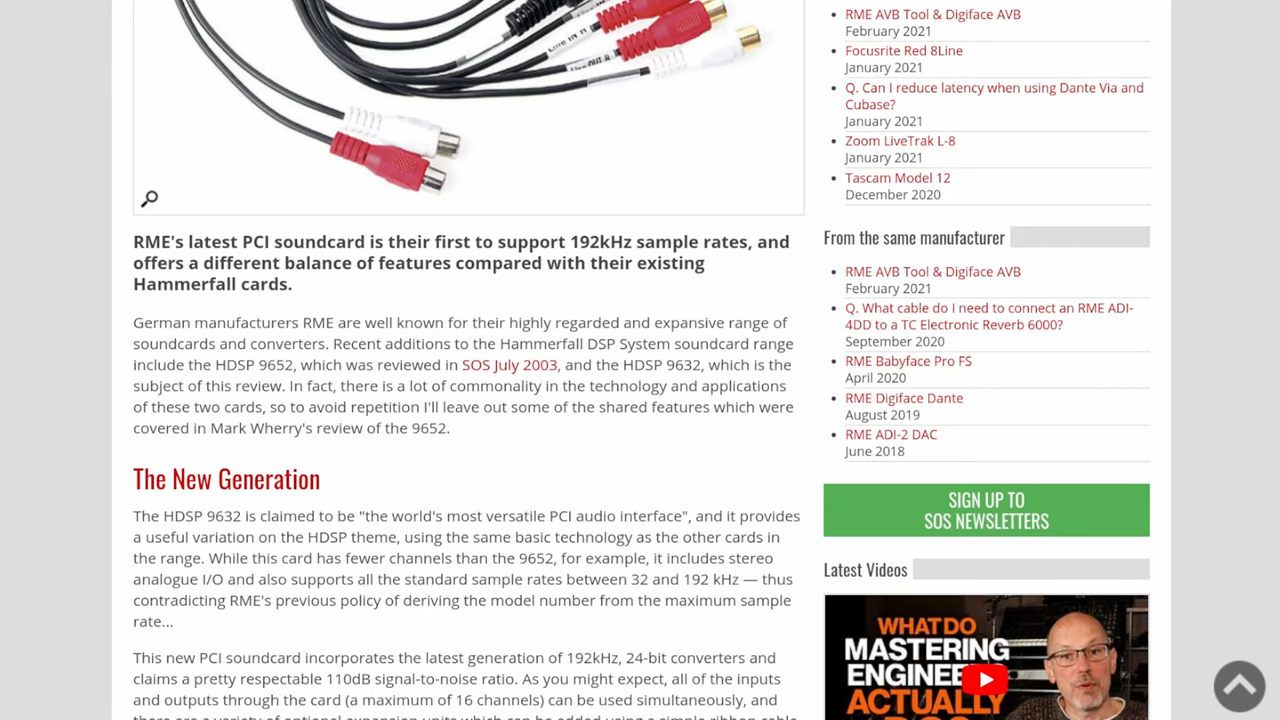 RME's latest PCI soundcard is their first to support 192kHz sample rates, and
offers a different balance of features compared with their existing
Hammerfall cards.
German manufacturers RME are well known for their highly regarded and expansive range of
soundcards and converters. Recent additions to the Hammerfall DSP System soundcard range
include the HDSP 9652, which was reviewed in SOS July 2003, and the HDSP 9632, which is the
subject of this review. In fact, there is a lot of commonality in the technology and applications
of these two cards, so to avoid repetition I'll leave out some of the shared features which were
covered in Mark Wherry's review of the 9652.
The New Generation
The HDSP 9632 is claimed to be "the world's most versatile PCI audio interface", and it provides
a useful variation on the HDSP theme, using the same basic technology as the other cards in
the range. While this card has fewer channels than the 9652, for example, it includes stereo
analogue I/O and also supports all the standard sample rates between 32 and 192 kHz — thus
contradicting RME's previous policy of deriving the model number from the maximum sample
rate...
This new PCI soundcard incorporates the latest generation of 192kHz, 24-bit converters and
claims a pretty respectable 110dB signal-to-noise ratio. As you might expect, all of the inputs
and outputs through the card (a maximum of 16 channels) can be used simultaneously, and
there are a variety of optional expansion units which can be added using a simple ribbon cable
RME AVB Tool & Digiface AVB
February 2021
Focusrite Red 8Line
January 2021
Q. Can I reduce latency when using Dante Via and
Cubase?
January 2021
Zoom LiveTrak L-8
January 2021
Tascam Model 12
December 2020
From the same manufacturer
RME AVB Tool & Digiface AVB
February 2021
Q. What cable do I need to connect an RME ADI-
4DD to a TC Electronic Reverb 6000?
September 2020
RME Babyface Pro FS
April 2020
RME Digiface Dante
August 2019
RME ADI-2 DAC
June 2018
SIGN UP TO
SOS NEWSLETTERS
Latest Videos
WHAT DO
MASTERING
ENGINEERS
ACTUALLY